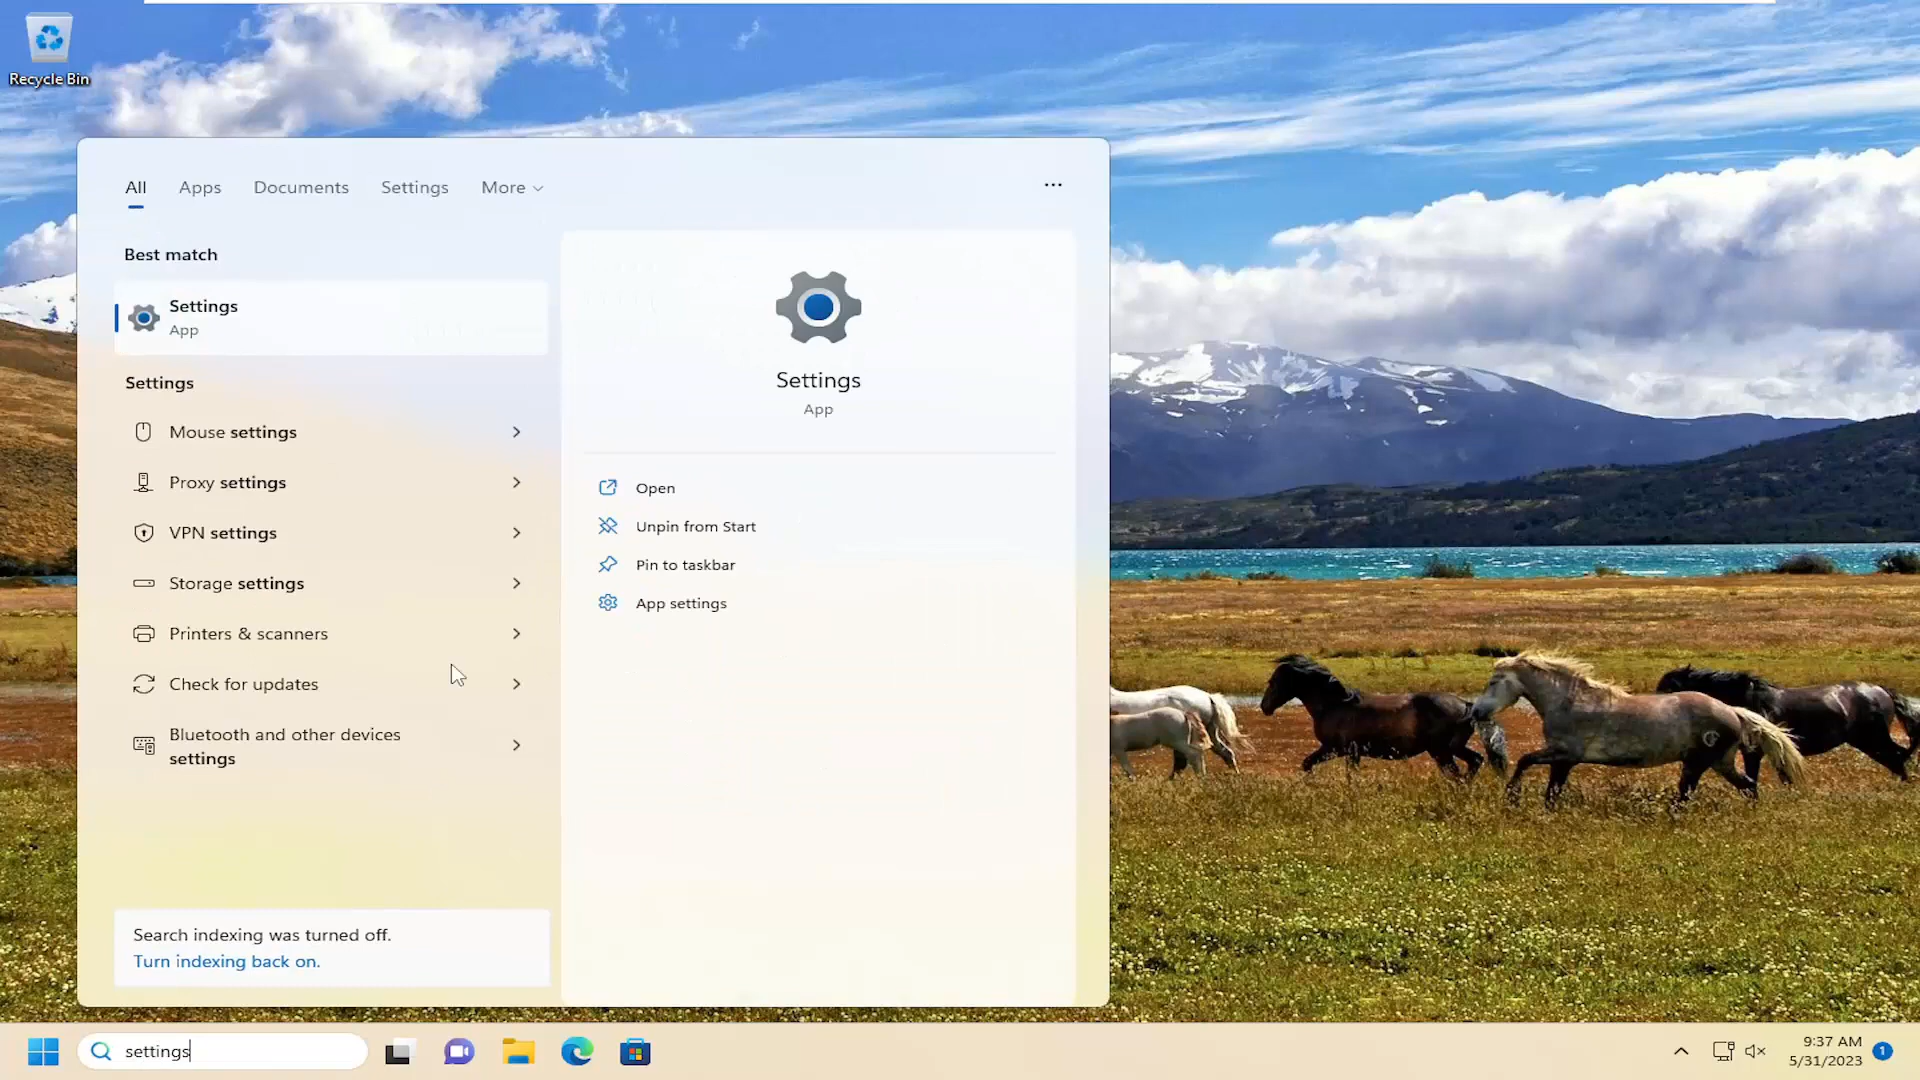 Recycle Bin
All Apps Documents Settings More ...
Best match
Settings
App
Settings
Mouse settings
Proxy settings
VPN settings
Storage settings
Printers & scanners
Check for updates
Bluetooth and other devices
settings
Search indexing was turned off.
Turn indexing back on.
Settings
App
Open
Unpin from Start
Pin to taskbar
App settings
settings
9:37 AM
5/31/2023
1